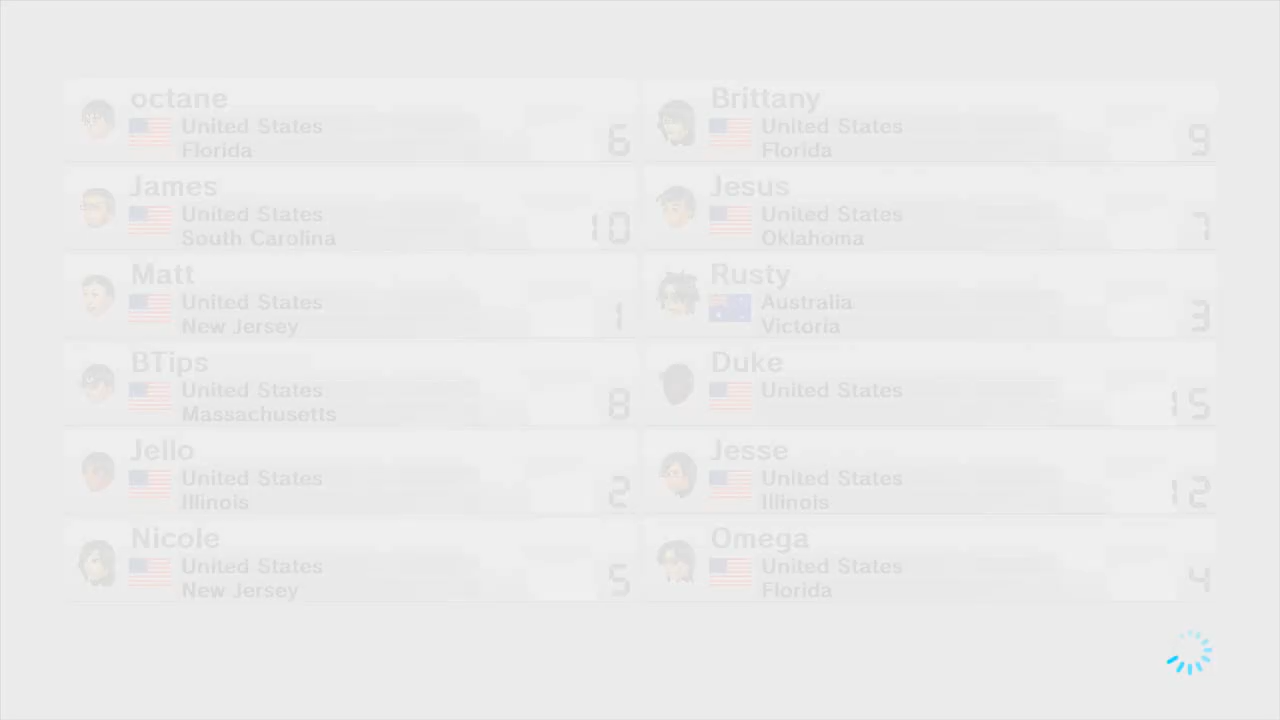 octane
United States
Florida
6
Brittany
United States
Florida
9
James
United States
South Carolina
10
Jesus
United States
Oklahoma
7
Matt
United States
New Jersey
1
Rusty
Australia
Victoria
3
BTips
United States
Massachusetts
8
Duke
United States
15
Jello
United States
Illinois
2
Jesse
United States
Illinois
12
Nicole
United States
New Jersey
5
Omega
United States
Florida
4